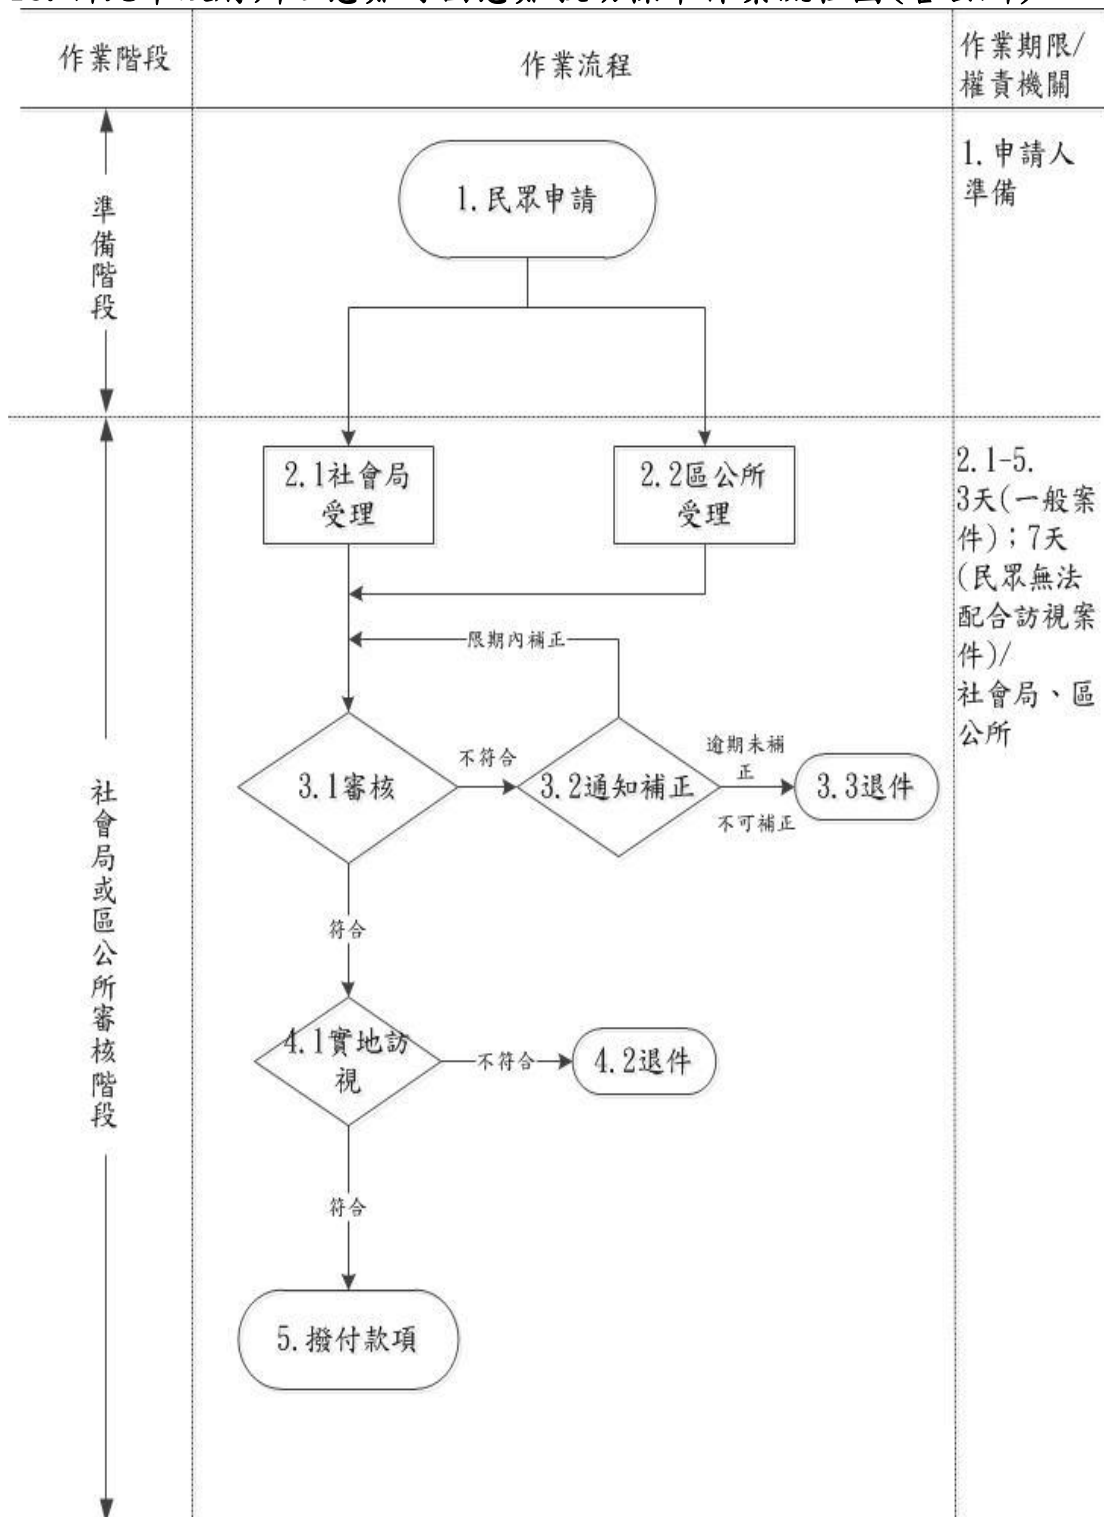 作業階段
作業流程
作業期限/
權責機關
準備階段
1.民眾申請
1.申請人
準備
社會局或區公所審核階段
2.1社會局
受理
2.2區公所
受理
2.1-5.
3天(一般案
件)；7天
(民眾無法
配合訪視案
件)/
社會局、區
公所
限期內補正
3.1審核
不符合
3.2通知補正
逾期未補
正
不可補正
3.3退件
符合
4.1實地訪
視
不符合
4.2退件
符合
5.撥付款項